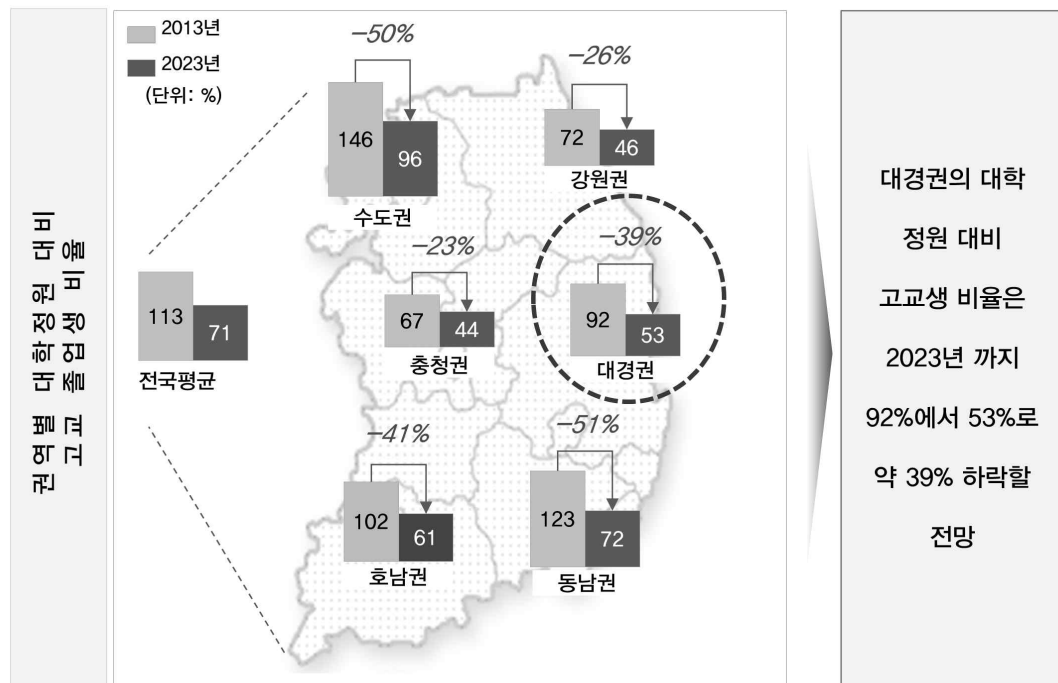 권역별 대학정원 대비
고교 졸업생 비율
2013년
2023년
(단위: %)
113
71
전국평균
−50%
146
96
수도권
−26%
72
46
강원권
−23%
67
44
충청권
−39%
92
53
대경권
−41%
102
61
호남권
−51%
123
72
동남권
대경권의 대학
정원 대비
고교생 비율은
2023년 까지
92%에서 53%로
약 39% 하락할
전망